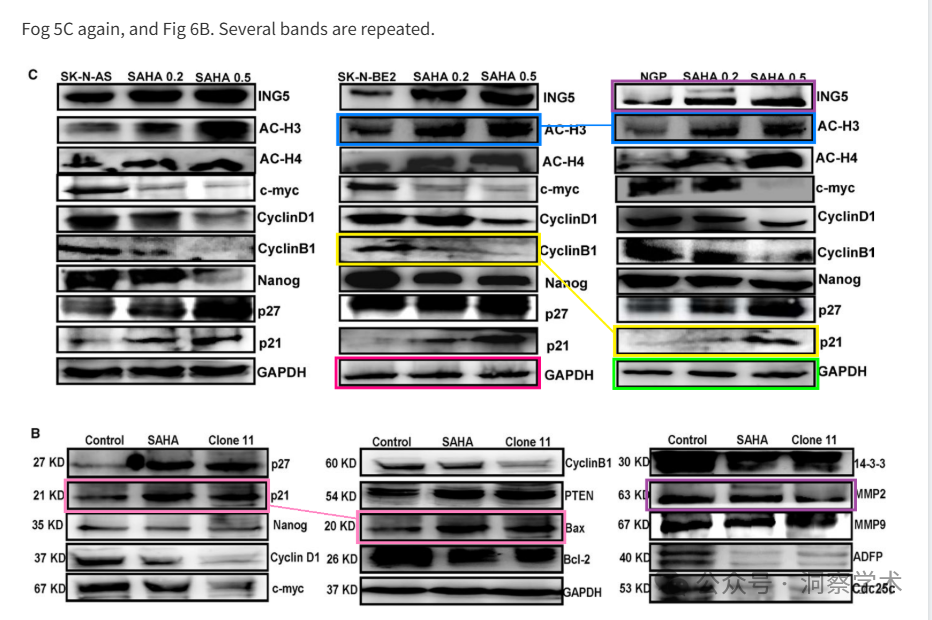 Fog 5C again, and Fig 6B. Several bands are repeated.
C
SK-N-AS SAHA 0.2 SAHA 0.5
ING5
AC-H3
AC-H4
c-myc
CyclinD1
CyclinB1
Nanog
p27
p21
GAPDH
SK-N-BE2 SAHA 0.2 SAHA 0.5
ING5
AC-H3
AC-H4
c-myc
CyclinD1
CyclinB1
Nanog
p27
p21
GAPDH
NGP SAHA 0.2 SAHA 0.5
ING5
AC-H3
AC-H4
c-myc
CyclinD1
CyclinB1
Nanog
p27
p21
GAPDH
B
Control SAHA Clone 11
27 KD p27
21 KD p21
35 KD Nanog
37 KD Cyclin D1
67 KD c-myc
Control SAHA Clone 11
60 KD CyclinB1
54 KD PTEN
20 KD Bax
26 KD Bcl-2
37 KD GAPDH
Control SAHA Clone 11
30 KD 14-3-3
63 KD MMP2
67 KD MMP9
40 KD ADFP
53 KD Cdc25c
公众号 · 洞察学术